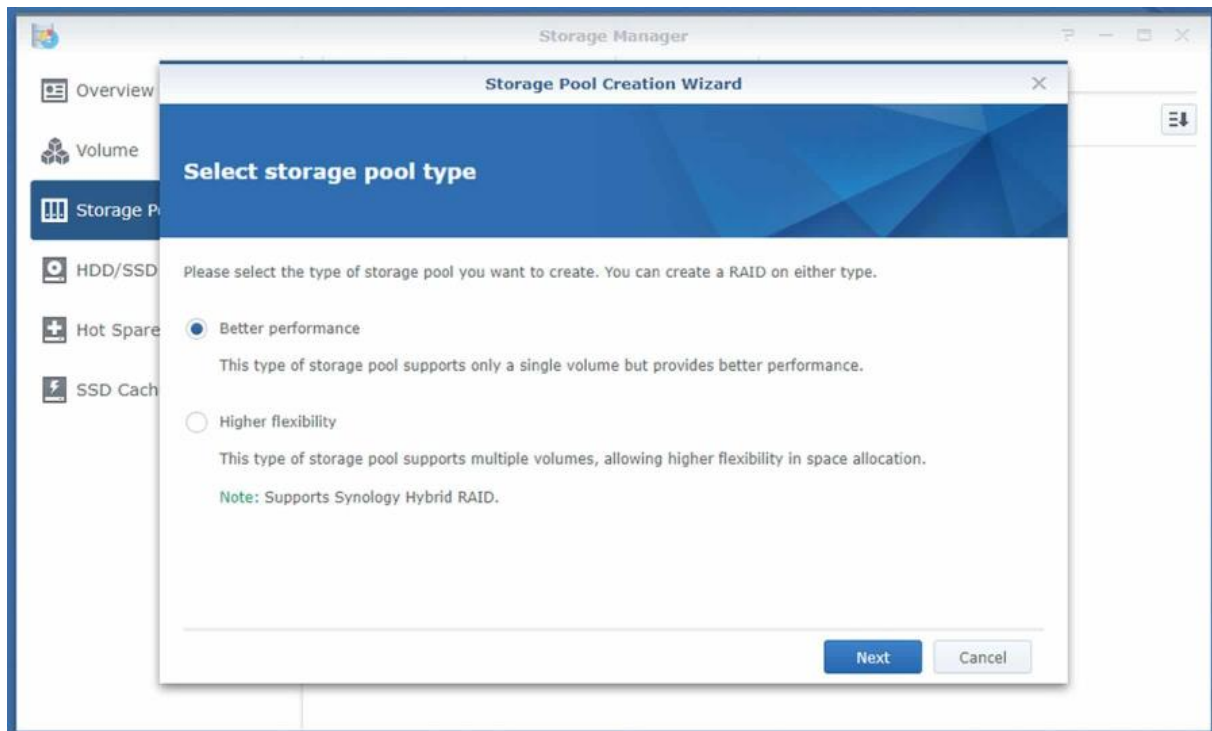 Storage Manager
Storage Pool Creation Wizard
Overview
Volume
Select storage pool type
Storage P
HDD/SSD
Please select the type of storage pool you want to create. You can create a RAID on either type.
Hot Spare
Better performance
This type of storage pool supports only a single volume but provides better performance.
SSD Cach
Higher flexibility
This type of storage pool supports multiple volumes, allowing higher flexibility in space allocation.
Note: Supports Synology Hybrid RAID.
Next
Cancel